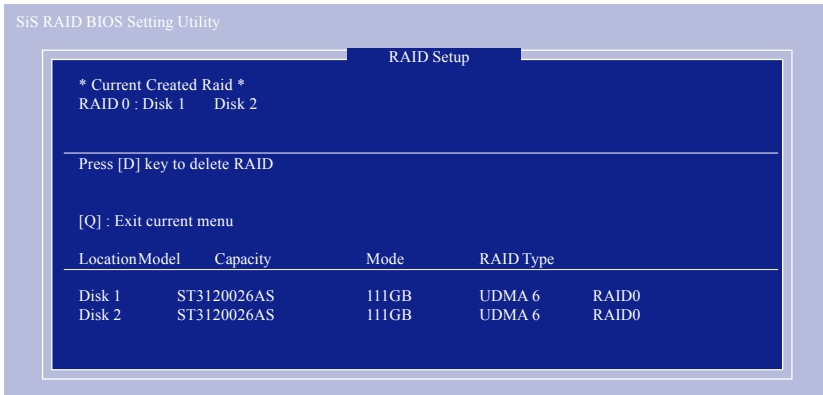 SiS RAID BIOS Setting Utility
RAID Setup
* Current Created Raid *
RAID 0 : Disk 1 Disk 2
Press [D] key to delete RAID
[Q] : Exit current menu
LocationModel Capacity Mode RAID Type
Disk 1 ST3120026AS 111GB UDMA 6 RAID0
Disk 2 ST3120026AS 111GB UDMA 6 RAID0